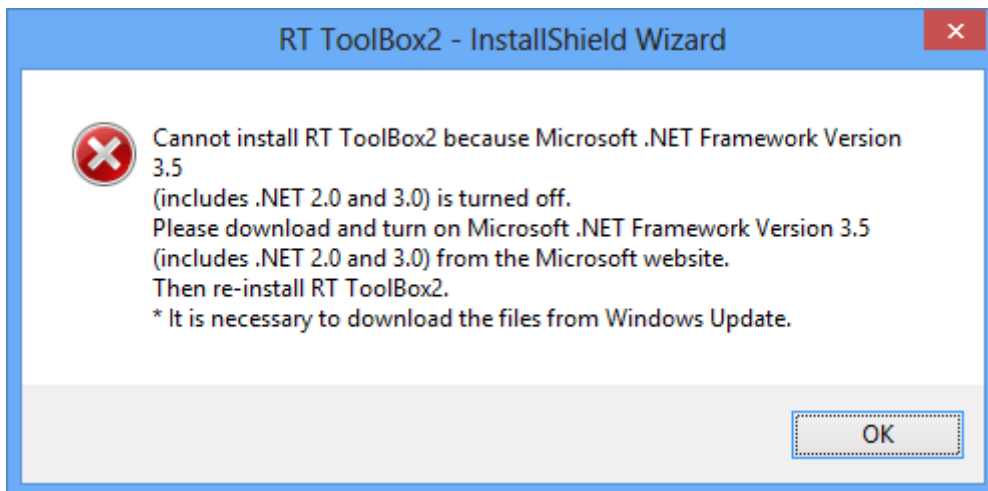 RT ToolBox2 - InstallShield Wizard
Cannot install RT ToolBox2 because Microsoft .NET Framework Version
3.5
(includes .NET 2.0 and 3.0) is turned off.
Please download and turn on Microsoft .NET Framework Version 3.5
(includes .NET 2.0 and 3.0) from the Microsoft website.
Then re-install RT ToolBox2.
* It is necessary to download the files from Windows Update.
OK